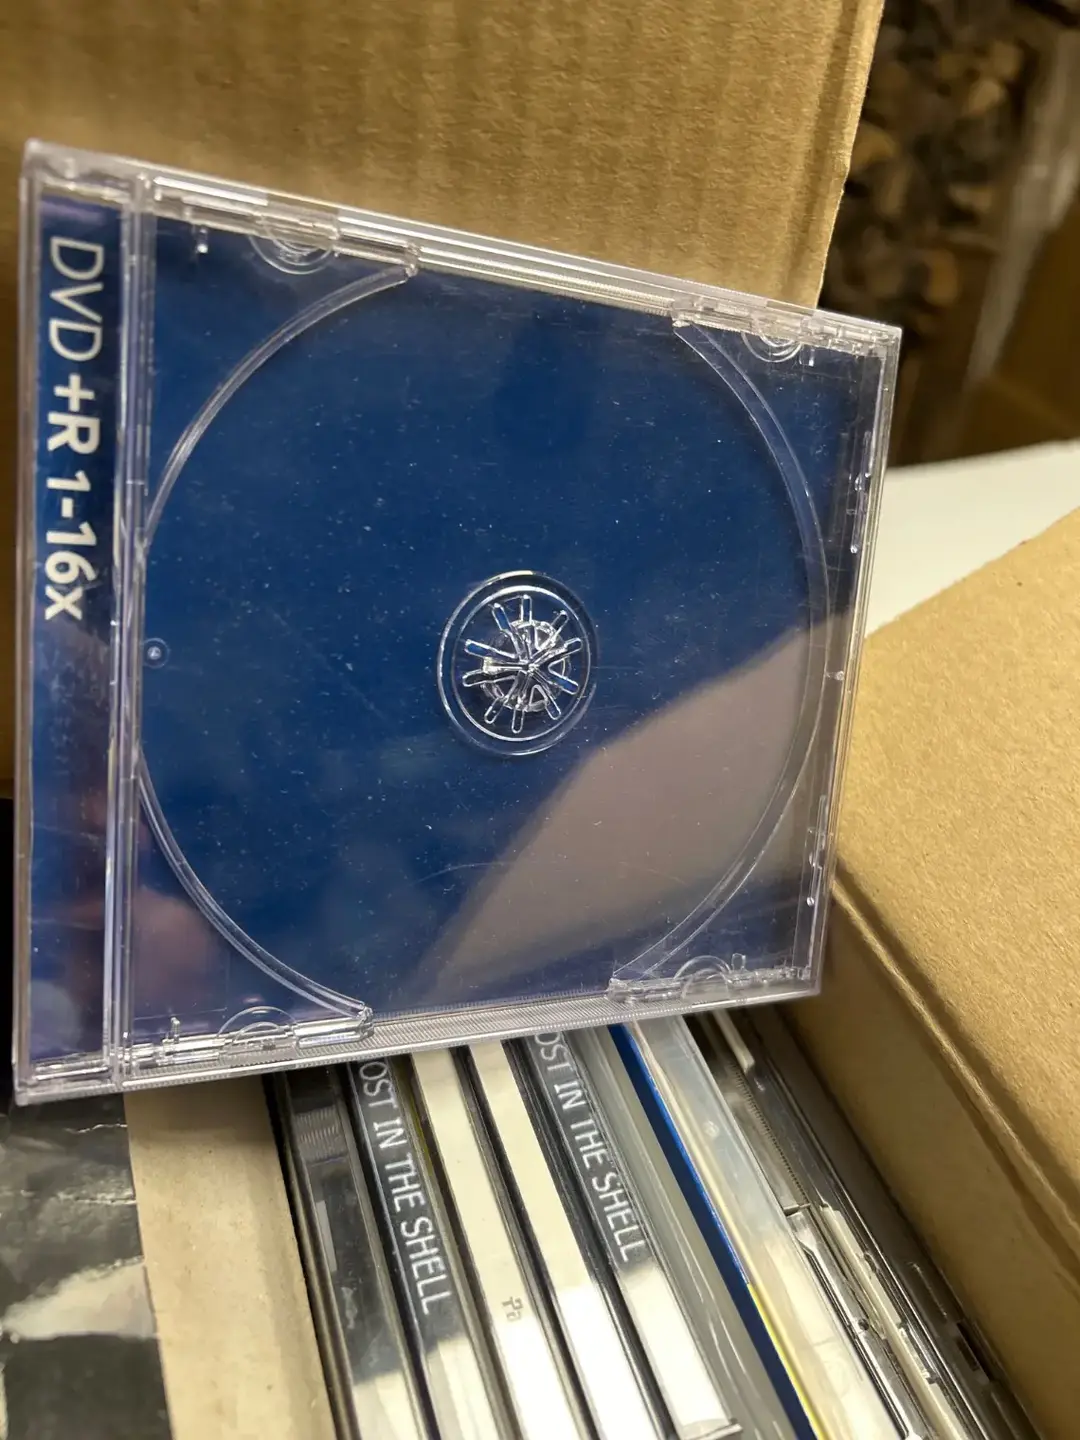 DVD+R 1-16x
OST IN THE SHELL
OST IN THE SHELL